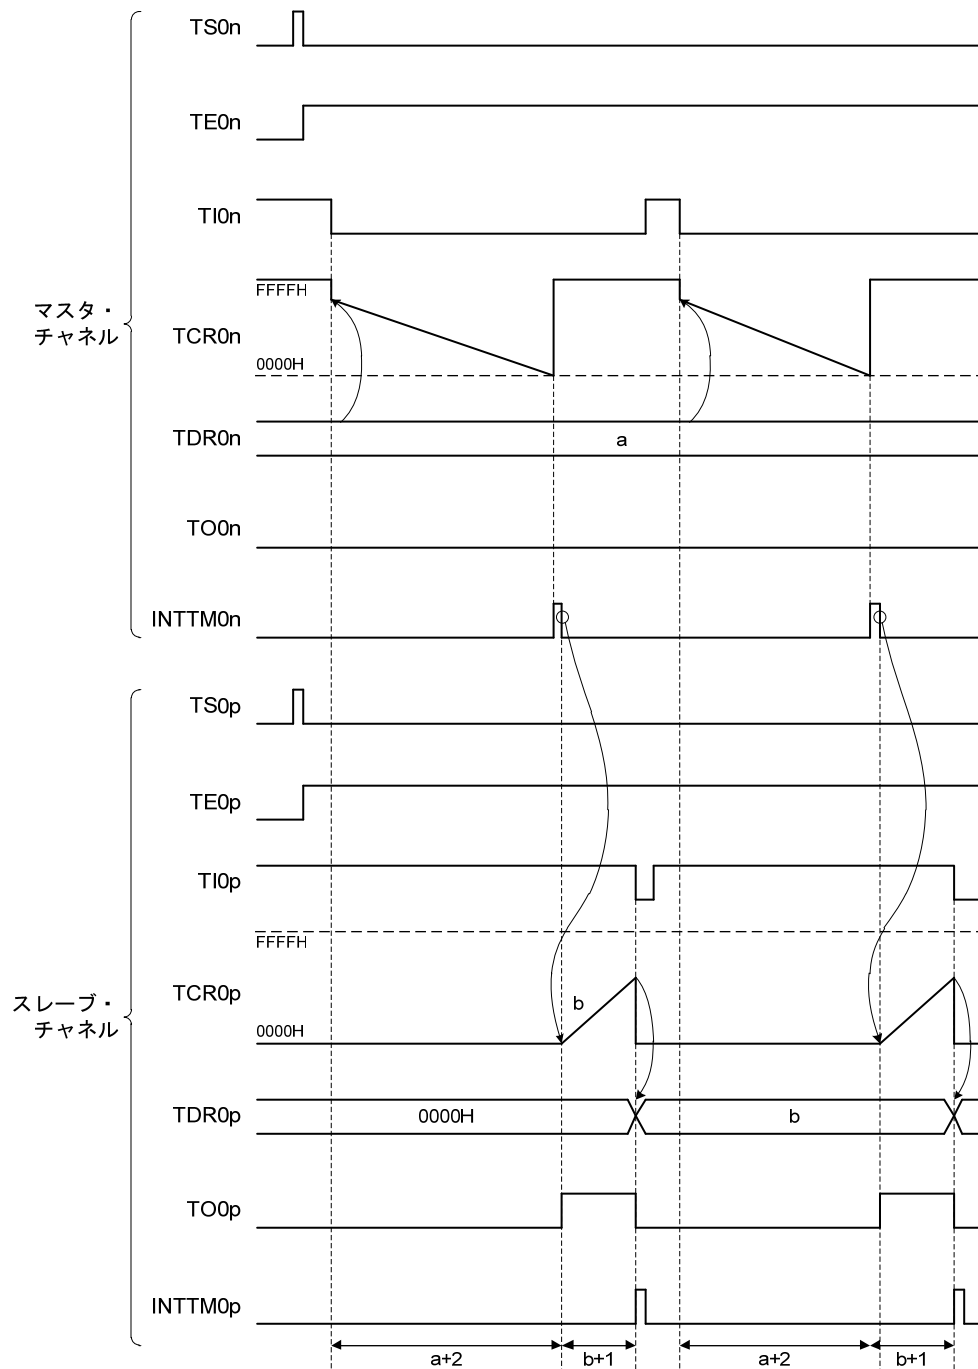 TS0n
TE0n
TI0n
FFFFH
マスタ・
チャネル
TCR0n
0000H
TDR0n
a
TO0n
INTTM0n
TS0p
TE0p
TI0p
FFFFH
スレーブ・
チャネル
TCR0p
b
0000H
TDR0p
0000H
b
TO0p
INTTM0p
a+2
b+1
a+2
b+1